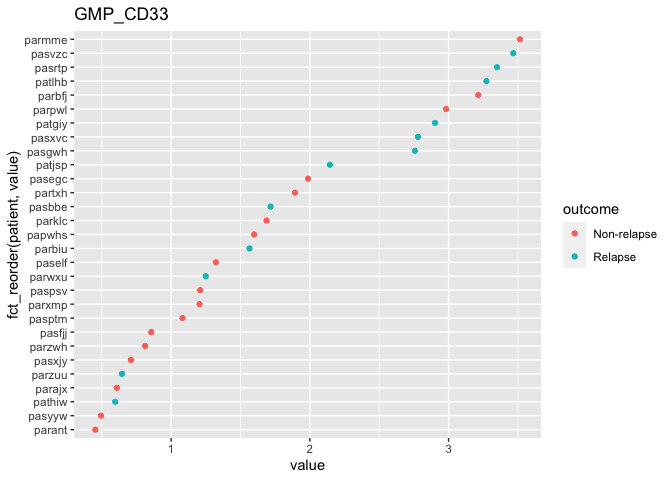 GMP_CD33
fct_reorder(patient, value)
parmme
pasvzc
pasrtp
patlhb
parbfj
parpwl
patgiy
pasxvc
pasgwh
patjsp
pasegc
partxh
pasbbe
parklc
papwhs
parbiu
paself
parwxu
paspsv
parxmp
pasptm
pasfjj
parzwh
pasxjy
parzuu
parajx
pathiw
pasyyw
parant
1 2 3
value
outcome
Non-relapse
Relapse